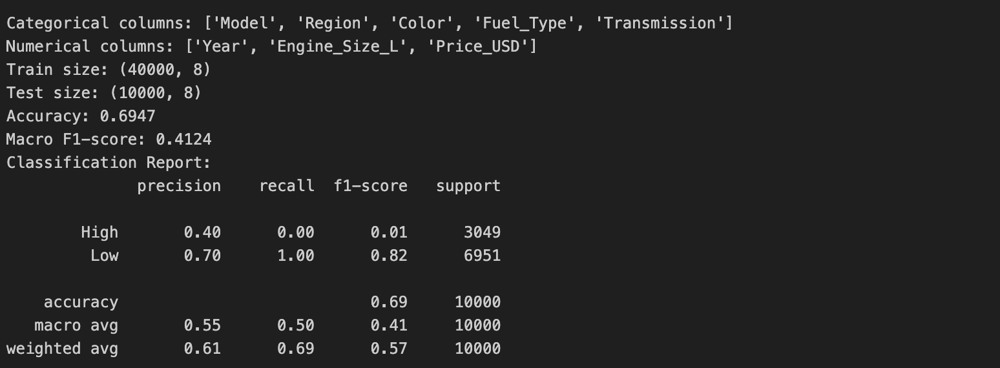 Categorical columns: ['Model', 'Region', 'Color', 'Fuel_Type', 'Transmission']
Numerical columns: ['Year', 'Engine_Size_L', 'Price_USD']
Train size: (40000, 8)
Test size: (10000, 8)
Accuracy: 0.6947
Macro F1-score: 0.4124
Classification Report:
              precision    recall  f1-score   support

        High       0.40      0.00      0.01      3049
         Low       0.70      1.00      0.82      6951

    accuracy                           0.69     10000
   macro avg       0.55      0.50      0.41     10000
weighted avg       0.61      0.69      0.57     10000